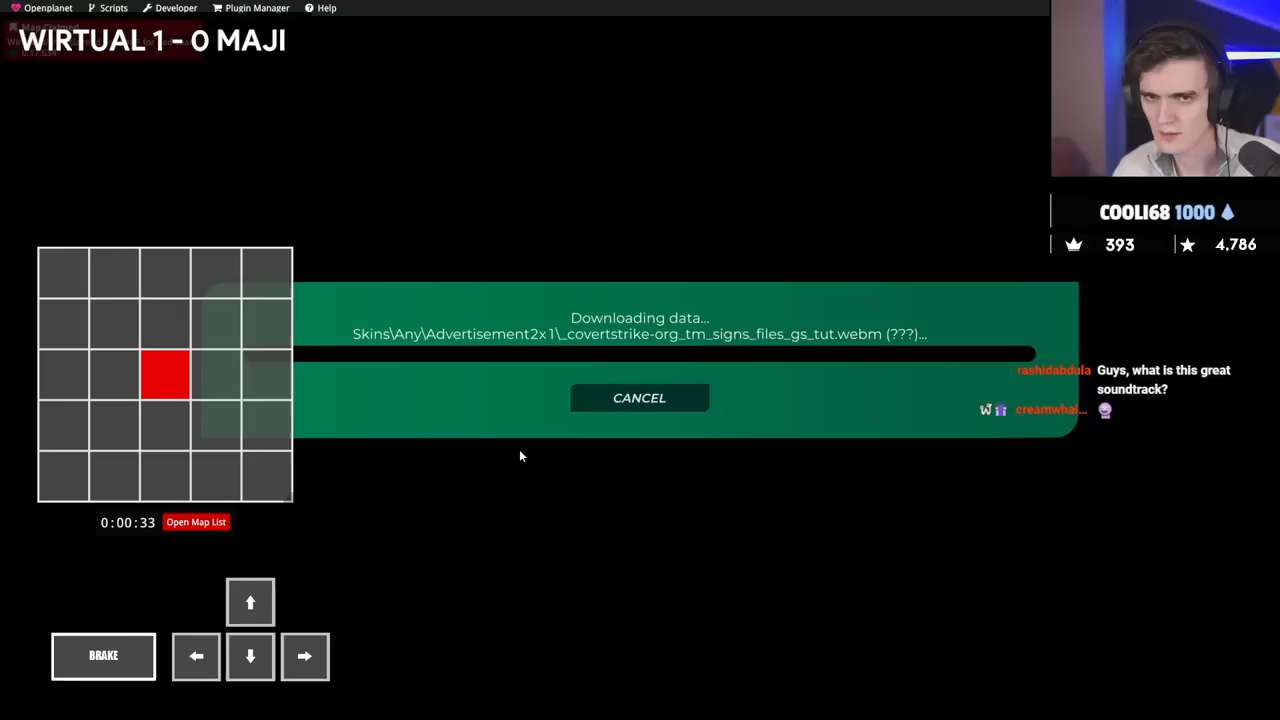 Openplanet Scripts Developer Plugin Manager Help
Map Claimed
WIRTUAL 1 - 0 MAJI
COOLI68 1000
393 4,786
Downloading data...
Skins\Any\Advertisement2x1\_covertstrike-org_tm_signs_files_gs_tut.webm (???)...
CANCEL
rashidabdula Guys, what is this great
soundtrack?
creamwhal...
0:00:33 Open Map List
BRAKE